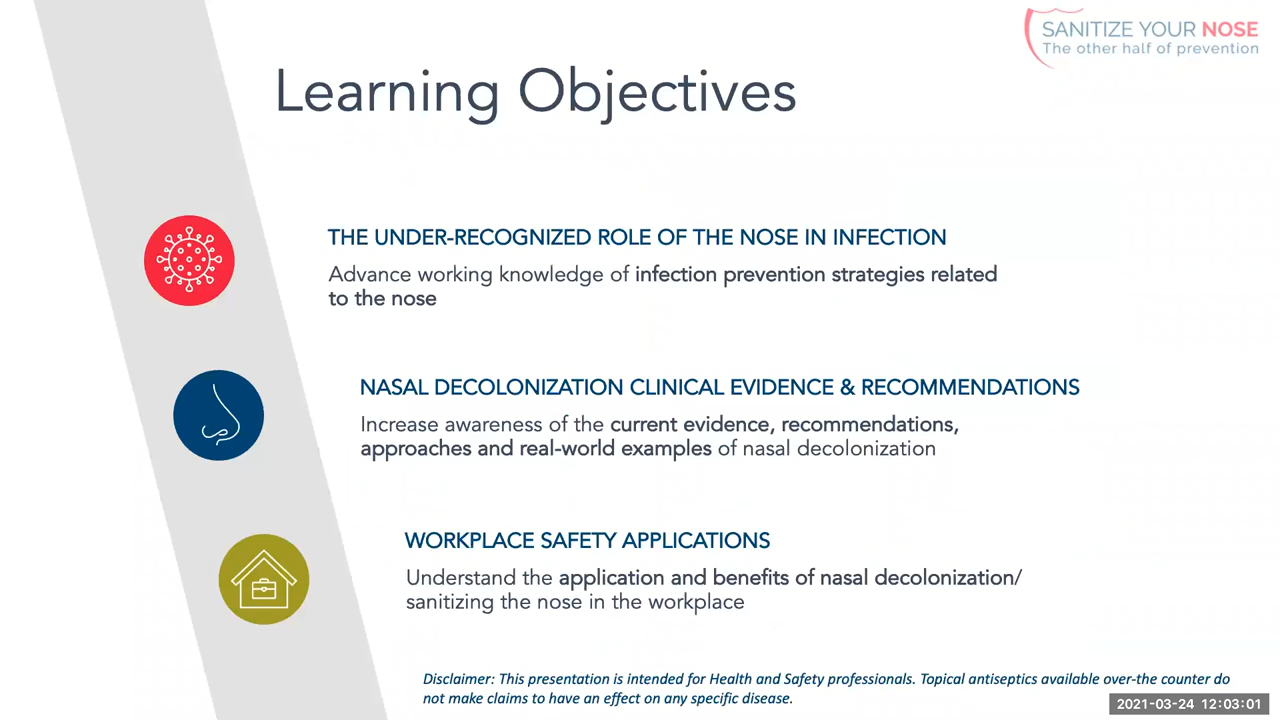 SANITIZE YOUR NOSE
The other half of prevention
Learning Objectives
THE UNDER-RECOGNIZED ROLE OF THE NOSE IN INFECTION
Advance working knowledge of infection prevention strategies related
to the nose
NASAL DECOLONIZATION CLINICAL EVIDENCE & RECOMMENDATIONS
Increase awareness of the current evidence, recommendations,
approaches and real-world examples of nasal decolonization
WORKPLACE SAFETY APPLICATIONS
Understand the application and benefits of nasal decolonization/
sanitizing the nose in the workplace
Disclaimer: This presentation is intended for Health and Safety professionals. Topical antiseptics available over-the counter do
not make claims to have an effect on any specific disease.
2021-03-24 12:03:01